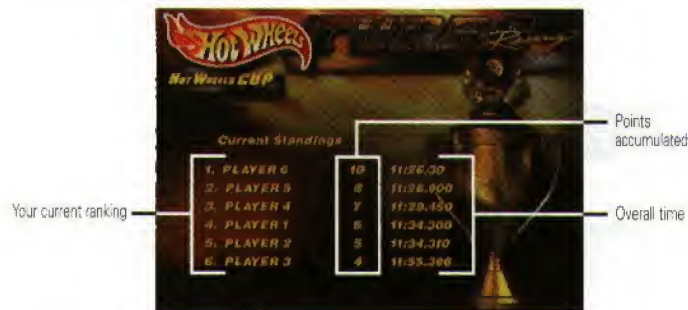 HOT WHEELS
Racing
HOT WHEELS CUP
Current Standings
1. PLAYER 6 10 11:26.30
2. PLAYER 5 8 11:26.900
3. PLAYER 4 7 11:29.450
4. PLAYER 1 6 11:34.300
5. PLAYER 2 5 11:34.310
6. PLAYER 3 4 11:55.366
Points
accumulated
Your current ranking
Overall time